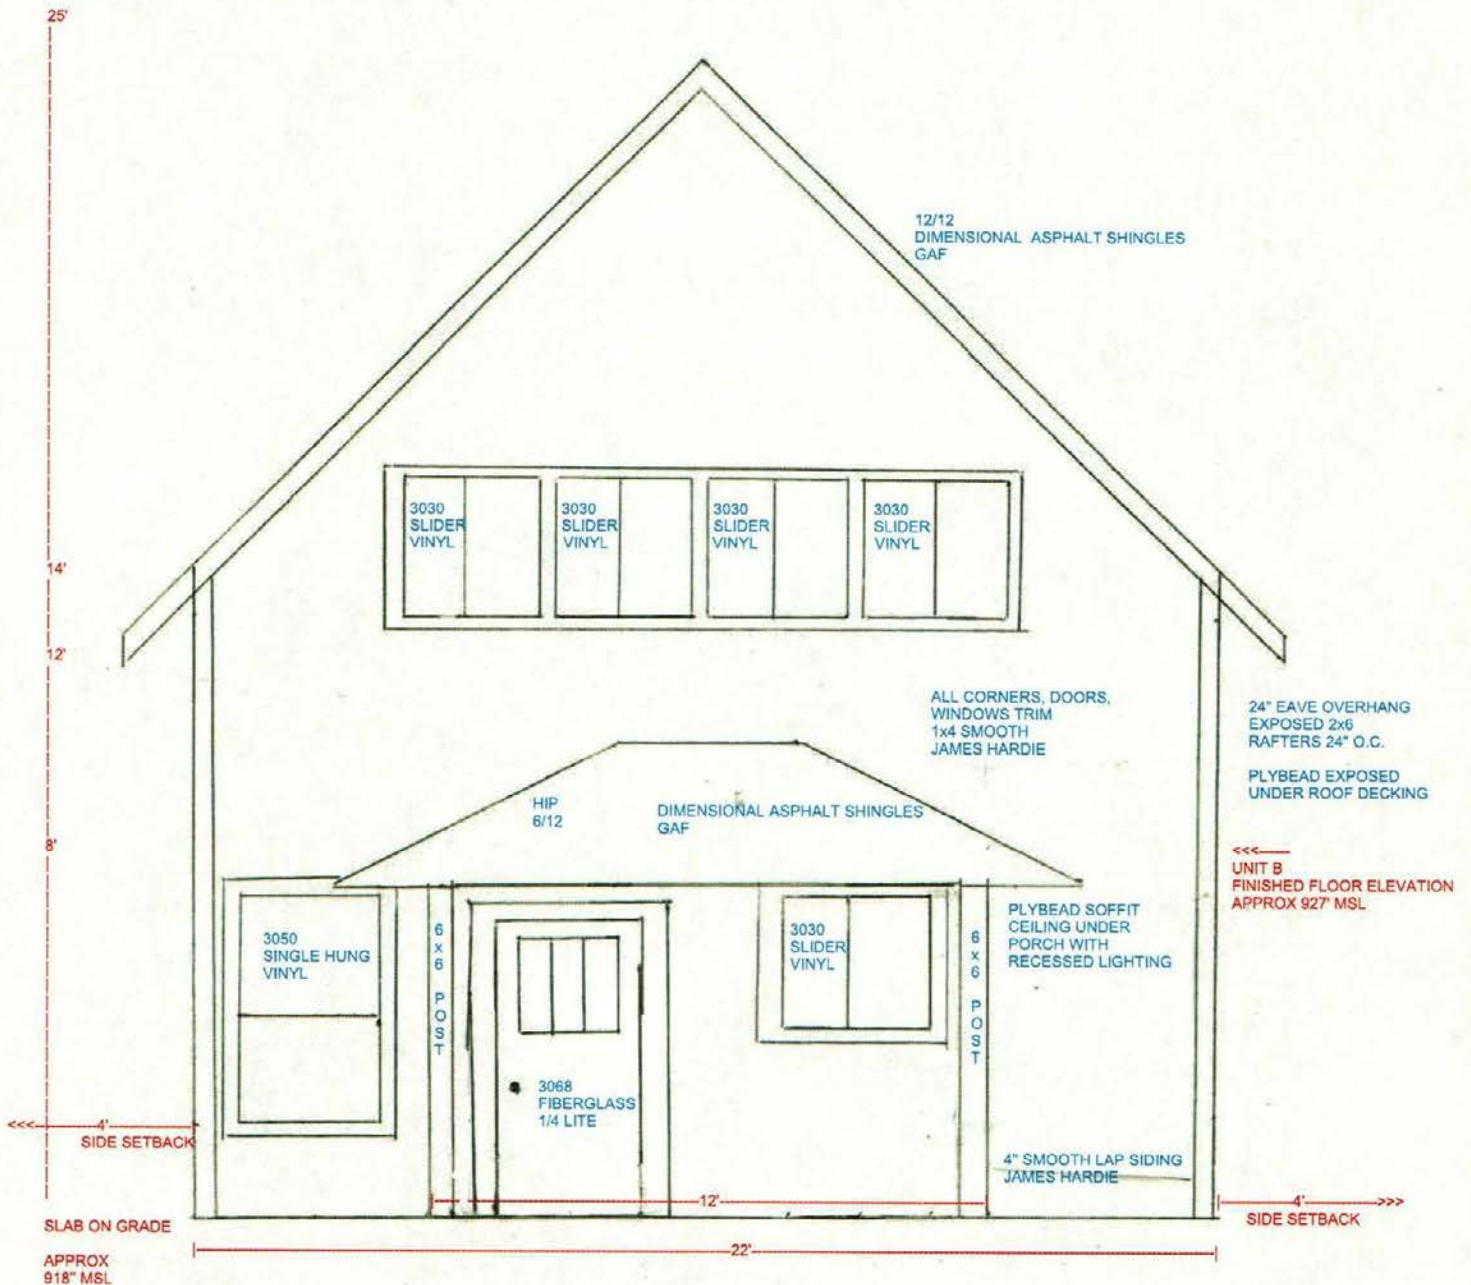 25'
12/12
DIMENSIONAL ASPHALT SHINGLES
GAF
3030
SLIDER
VINYL
3030
SLIDER
VINYL
3030
SLIDER
VINYL
3030
SLIDER
VINYL
14'
12'
ALL CORNERS, DOORS,
WINDOWS TRIM
1x4 SMOOTH
JAMES HARDIE
24" EAVE OVERHANG
EXPOSED 2x6
RAFTERS 24" O.C.
PLYBEAD EXPOSED
UNDER ROOF DECKING
HIP
6/12
DIMENSIONAL ASPHALT SHINGLES
GAF
8'
<<<
UNIT B
FINISHED FLOOR ELEVATION
APPROX 927' MSL
3050
SINGLE HUNG
VINYL
6x6 POST
3030
SLIDER
VINYL
6x6 POST
PLYBEAD SOFFIT
CEILING UNDER
PORCH WITH
RECESSED LIGHTING
3068
FIBERGLASS
1/4 LITE
<<< 4'
SIDE SETBACK
4" SMOOTH LAP SIDING
JAMES HARDIE
12'
4' >>>
SIDE SETBACK
SLAB ON GRADE
22'
APPROX
918" MSL